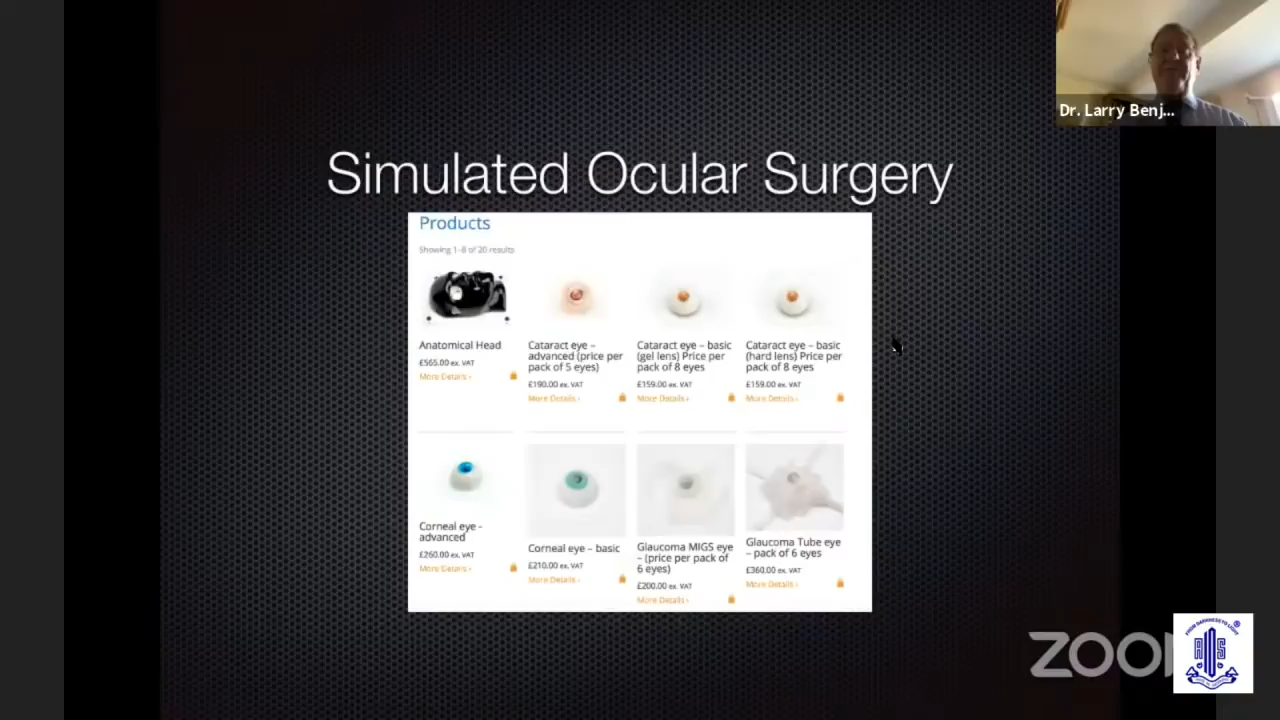 Dr. Larry Benj...
Simulated Ocular Surgery
Products
Showing 1–8 of 20 results
Anatomical Head
£565.00 ex. VAT
More Details ›
Cataract eye –
advanced (price per
pack of 5 eyes)
£190.00 ex. VAT
More Details ›
Cataract eye – basic
(gel lens) Price per
pack of 8 eyes
£159.00 ex. VAT
More Details ›
Cataract eye – basic
(hard lens) Price per
pack of 8 eyes
£159.00 ex. VAT
More Details ›
Corneal eye -
advanced
£260.00 ex. VAT
More Details ›
Corneal eye – basic
£210.00 ex. VAT
More Details ›
Glaucoma MIGS eye
– (price per pack of
6 eyes)
£200.00 ex. VAT
More Details ›
Glaucoma Tube eye
– pack of 6 eyes
£360.00 ex. VAT
More Details ›
FROM DARKNESS TO LIGHT